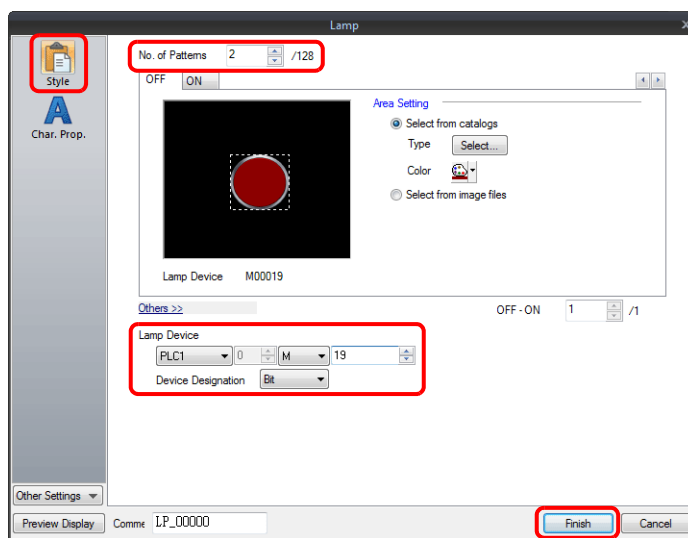 Lamp
Style
A
Char. Prop.
No. of Patterns 2 /128
OFF ON
Area Setting
Select from catalogs
Type Select...
Color
Select from image files
Lamp Device M00019
Others >>
OFF - ON 1 /1
Lamp Device
PLC1 0 M 19
Device Designation Bit
Other Settings
Preview Display Comme LP_00000 Finish Cancel